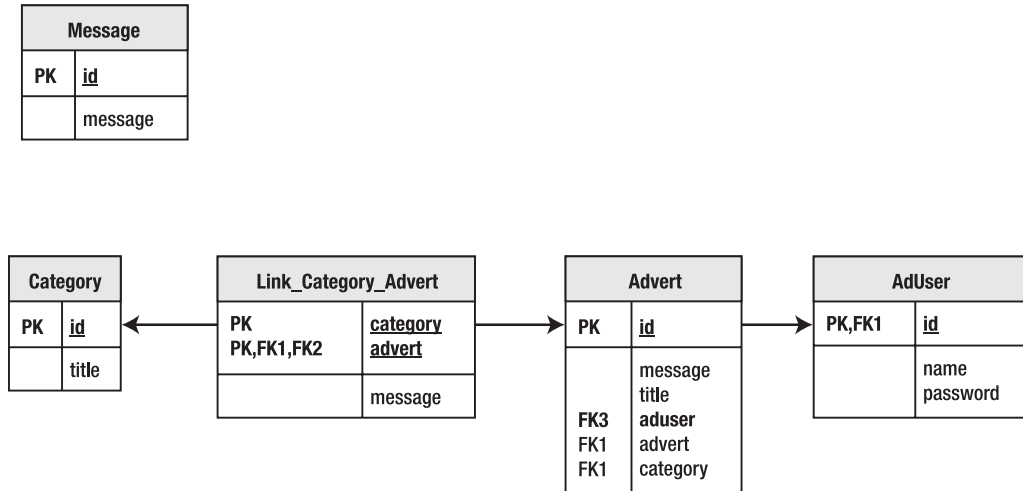 Message
PK id
message
Category
PK id
title
Link_Category_Advert
PK category
PK,FK1,FK2 advert
message
Advert
PK id
message
title
FK3 aduser
FK1 advert
FK1 category
AdUser
PK,FK1 id
name
password